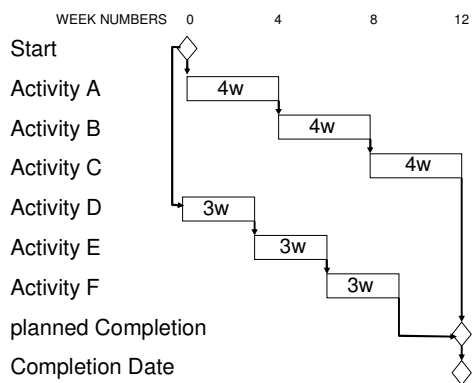 WEEK NUMBERS 0 4 8 12
Start
Activity A 4w
Activity B 4w
Activity C 4w
Activity D 3w
Activity E 3w
Activity F 3w
planned Completion
Completion Date